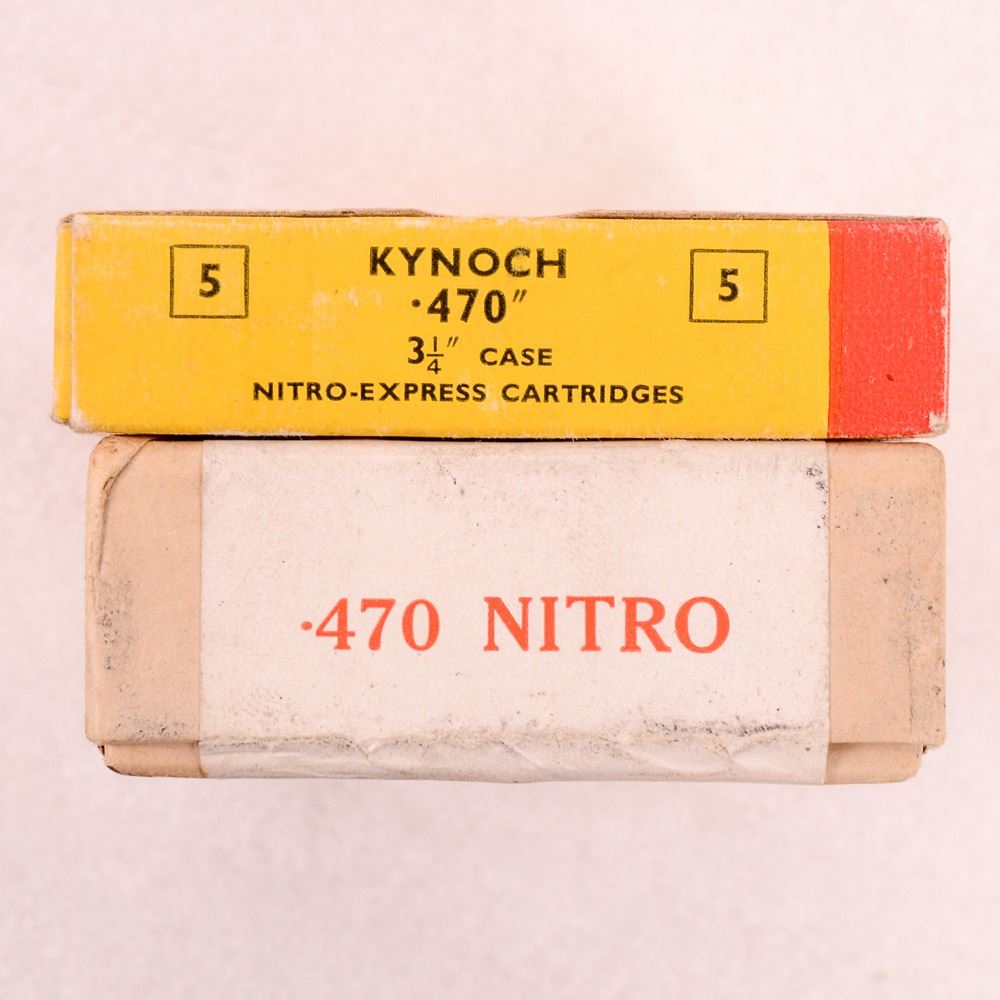 5 KYNOCH 5
·470″
3¼″ CASE
NITRO-EXPRESS CARTRIDGES
·470 NITRO